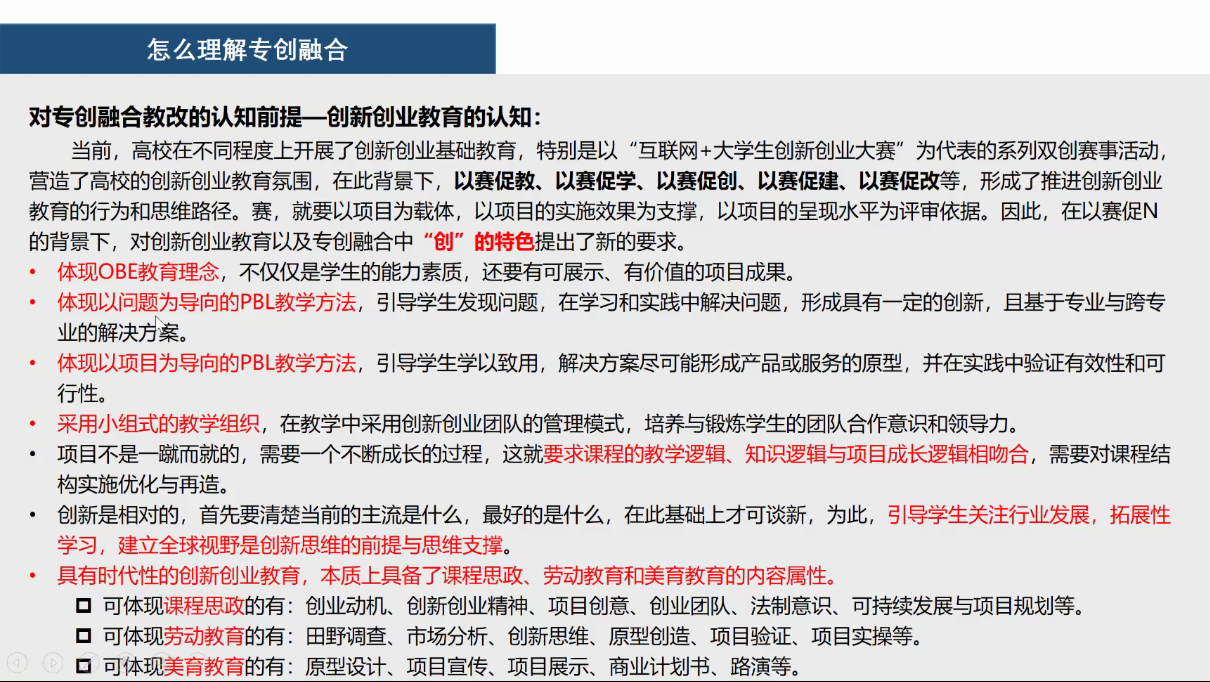 怎么理解专创融合
对专创融合教改的认知前提—创新创业教育的认知：
当前，高校在不同程度上开展了创新创业基础教育，特别是以“互联网+大学生创新创业大赛”为代表的系列双创赛事活动，
营造了高校的创新创业教育氛围，在此背景下，以赛促教、以赛促学、以赛促创、以赛促建、以赛促改等，形成了推进创新创业
教育的行为和思维路径。赛，就要以项目为载体，以项目的实施效果为支撑，以项目的呈现水平为评审依据。因此，在以赛促N
的背景下，对创新创业教育以及专创融合中“创”的特色提出了新的要求。
• 体现OBE教育理念，不仅仅是学生的能力素质，还要有可展示、有价值的项目成果。
• 体现以问题为导向的PBL教学方法，引导学生发现问题，在学习和实践中解决问题，形成具有一定的创新，且基于专业与跨专
业的解决方案。
• 体现以项目为导向的PBL教学方法，引导学生学以致用，解决方案尽可能形成产品或服务的原型，并在实践中验证有效性和可
行性。
• 采用小组式的教学组织，在教学中采用创新创业团队的管理模式，培养与锻炼学生的团队合作意识和领导力。
• 项目不是一蹴而就的，需要一个不断成长的过程，这就要求课程的教学逻辑、知识逻辑与项目成长逻辑相吻合，需要对课程结
构实施优化与再造。
• 创新是相对的，首先要清楚当前的主流是什么，最好的是什么，在此基础上才可谈新，为此，引导学生关注行业发展，拓展性
学习，建立全球视野是创新思维的前提与思维支撑。
• 具有时代性的创新创业教育，本质上具备了课程思政、劳动教育和美育教育的内容属性。
可体现课程思政的有：创业动机、创新创业精神、项目创意、创业团队、法制意识、可持续发展与项目规划等。
可体现劳动教育的有：田野调查、市场分析、创新思维、原型创造、项目验证、项目实操等。
可体现美育教育的有：原型设计、项目宣传、项目展示、商业计划书、路演等。